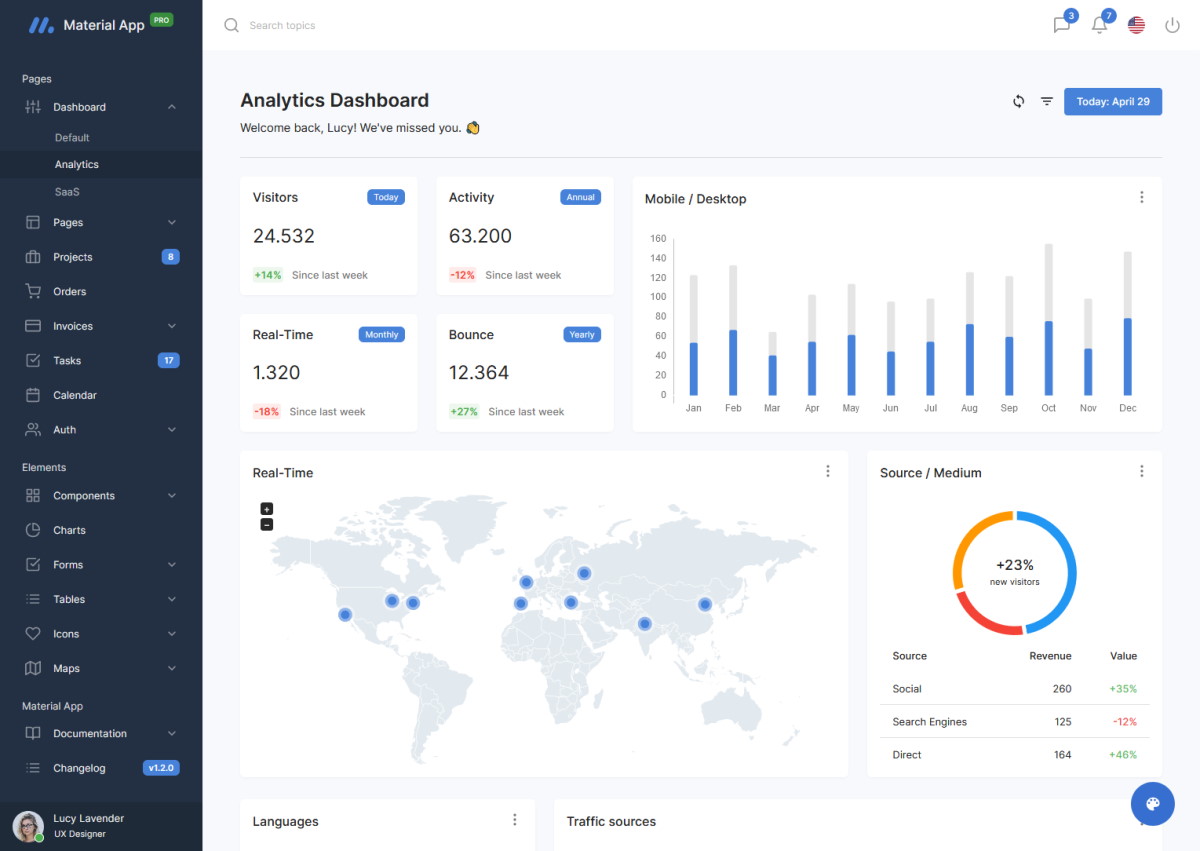 Material App PRO
Search topics
3
7
Pages
Dashboard
Default
Analytics
SaaS
Pages
Projects 8
Orders
Invoices
Tasks 17
Calendar
Auth
Elements
Components
Charts
Forms
Tables
Icons
Maps
Material App
Documentation
Changelog v1.2.0
Lucy Lavender
UX Designer
Analytics Dashboard
Welcome back, Lucy! We've missed you. 👏
Today: April 29
Visitors Today
24.532
+14% Since last week
Activity Annual
63.200
-12% Since last week
Real-Time Monthly
1.320
-18% Since last week
Bounce Yearly
12.364
+27% Since last week
Mobile / Desktop
160
140
120
100
80
60
40
20
0
Jan Feb Mar Apr May Jun Jul Aug Sep Oct Nov Dec
Real-Time
+
−
Source / Medium
+23%
new visitors
Source Revenue Value
Social 260 +35%
Search Engines 125 -12%
Direct 164 +46%
Languages
Traffic sources